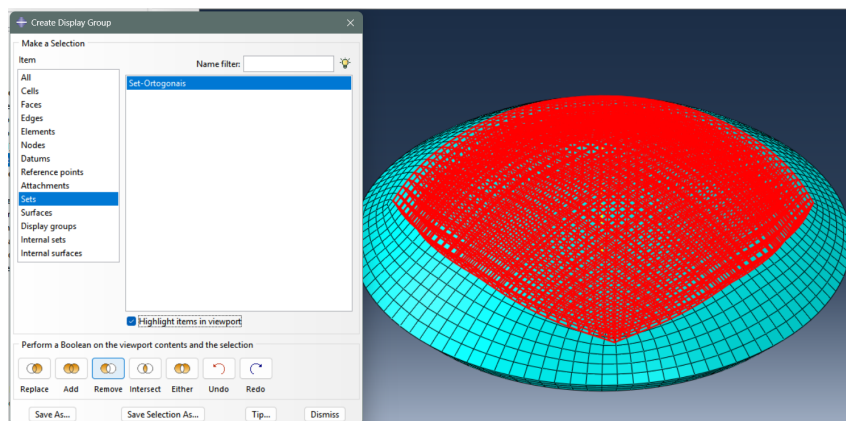 Create Display Group
Make a Selection
Item
Name filter:
All
Cells
Faces
Edges
Elements
Nodes
Datums
Reference points
Attachments
Sets
Surfaces
Display groups
Internal sets
Internal surfaces
Set-Ortogonais
Highlight items in viewport
Perform a Boolean on the viewport contents and the selection
Replace Add Remove Intersect Either Undo Redo
Save As... Save Selection As... Tip... Dismiss